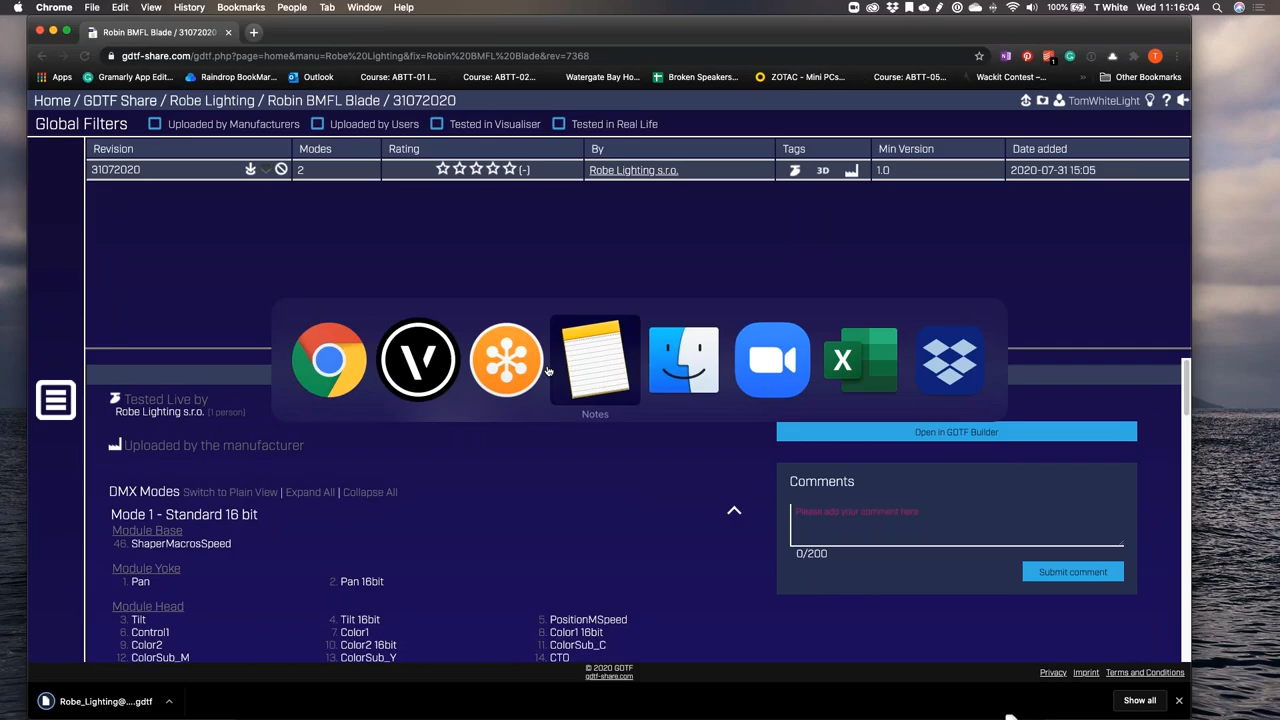 Chrome File Edit View History Bookmarks People Tab Window Help 100% T White 11:16:04
Robin BMFL Blade / 31072020
gdtf-share.com/gdtf.php?page=home&manu=Robe%20Lighting&fix=Robin%20BMFL%20Blade&rev=7368
Apps Gramarly App Edit... Raindrop BookMar... Outlook Course: ABTT-01 I... Course: ABTT-02... Watergate Bay Ho... Broken Speakers... ZOTAC - Mini PCs... Course: ABTT-05... Wackit Contest –... » Other Bookmarks
Home / GDTF Share / Robe Lighting / Robin BMFL Blade / 31072020 TomWhiteLight ?
Global Filters Uploaded by Manufacturers Uploaded by Users Tested in Visualiser Tested in Real Life
Revision Modes Rating By Tags Min Version Date added
31072020 2 (-) Robe Lighting s.r.o. 3D 1.0 2020-07-31 15:05
Notes
Tested Live by
Robe Lighting s.r.o. (1 person)
Open in GDTF Builder
Uploaded by the manufacturer
Comments
DMX Modes Switch to Plain View | Expand All | Collapse All
Please add your comment here
Mode 1 - Standard 16 bit
Module Base
46. ShaperMacrosSpeed
0/200
Submit comment
Module Yoke
1. Pan 2. Pan 16bit
Module Head
3. Tilt 4. Tilt 16bit 5. PositionMSpeed
6. Control1 7. Color1 8. Color1 16bit
9. Color2 10. Color2 16bit 11. ColorSub_C
12. ColorSub_M 13. ColorSub_Y 14. CTO
© 2020 GDTF
gdtf-share.com
Privacy Imprint Terms and Conditions
Robe_Lighting@....gdtf Show all